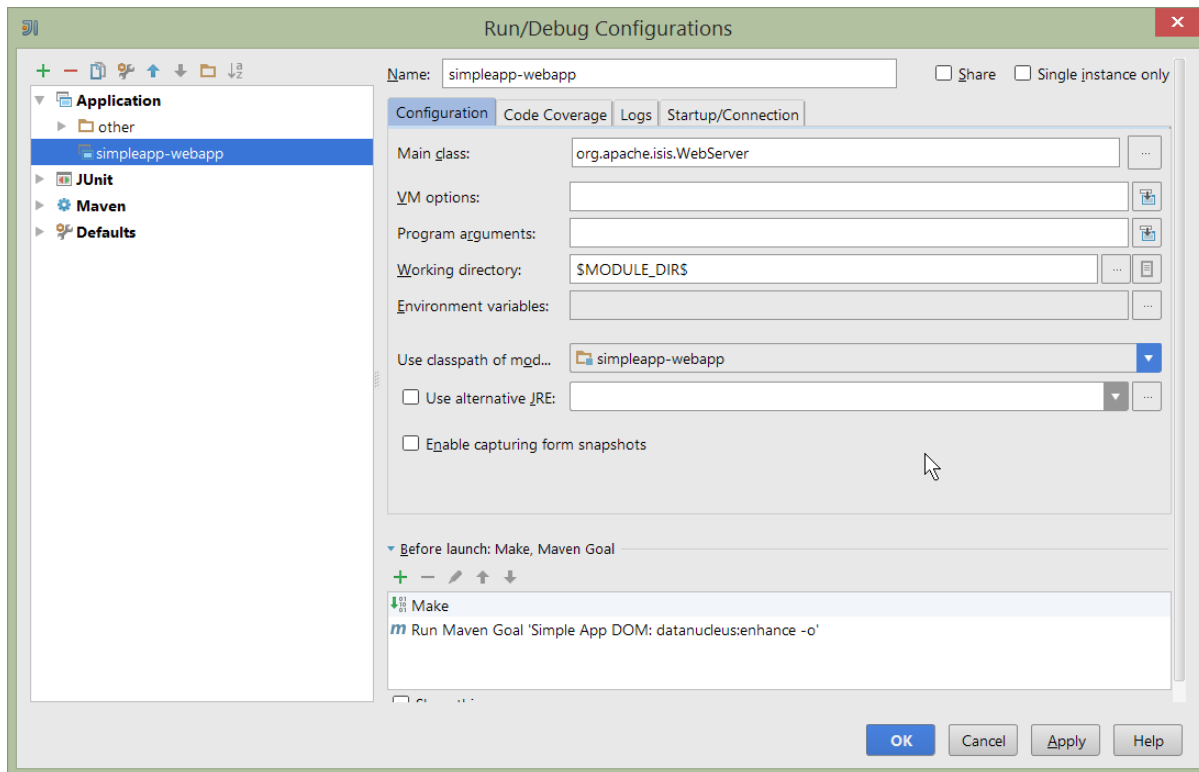 Run/Debug Configurations
Application
other
simpleapp-webapp
JUnit
Maven
Defaults
Name: simpleapp-webapp Share Single instance only
Configuration Code Coverage Logs Startup/Connection
Main class: org.apache.isis.WebServer ...
VM options:
Program arguments:
Working directory: $MODULE_DIR$ ...
Environment variables: ...
Use classpath of mod... simpleapp-webapp
Use alternative JRE: ...
Enable capturing form snapshots
Before launch: Make, Maven Goal
Make
Run Maven Goal 'Simple App DOM: datanucleus:enhance -o'
OK Cancel Apply Help